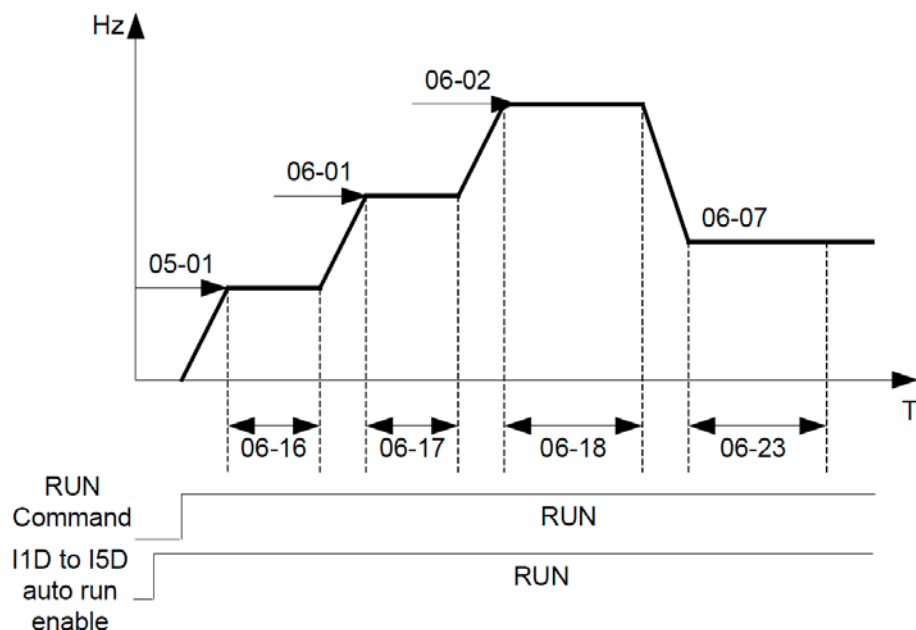 Hz
06-02
06-01
06-07
05-01
T
06-16
06-17
06-18
06-23
RUN
Command
RUN
I1D to I5D
auto run
enable
RUN